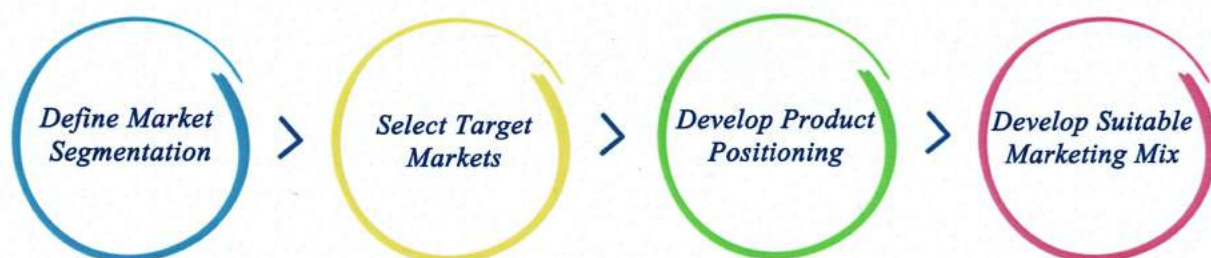 Define Market
Segmentation
>
Select Target
Markets
>
Develop Product
Positioning
>
Develop Suitable
Marketing Mix